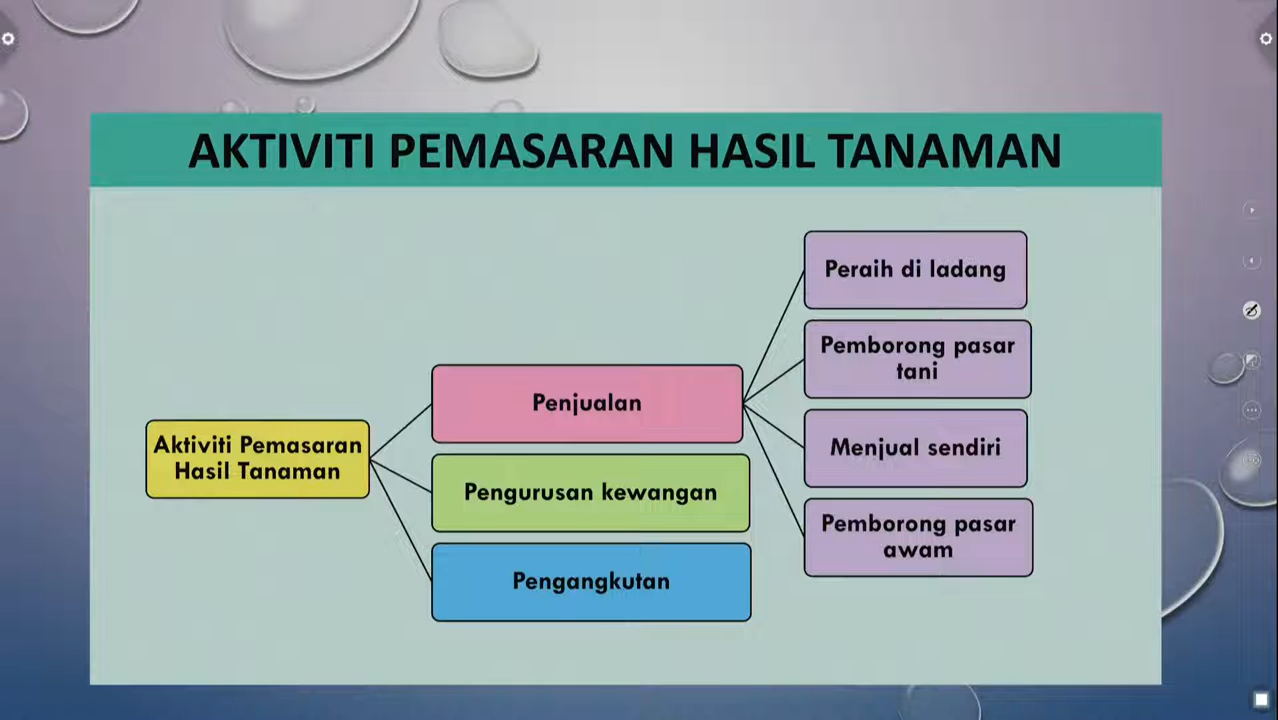 AKTIVITI PEMASARAN HASIL TANAMAN
Aktiviti Pemasaran
Hasil Tanaman
Penjualan
Pengurusan kewangan
Pengangkutan
Peraih di ladang
Pemborong pasar
tani
Menjual sendiri
Pemborong pasar
awam